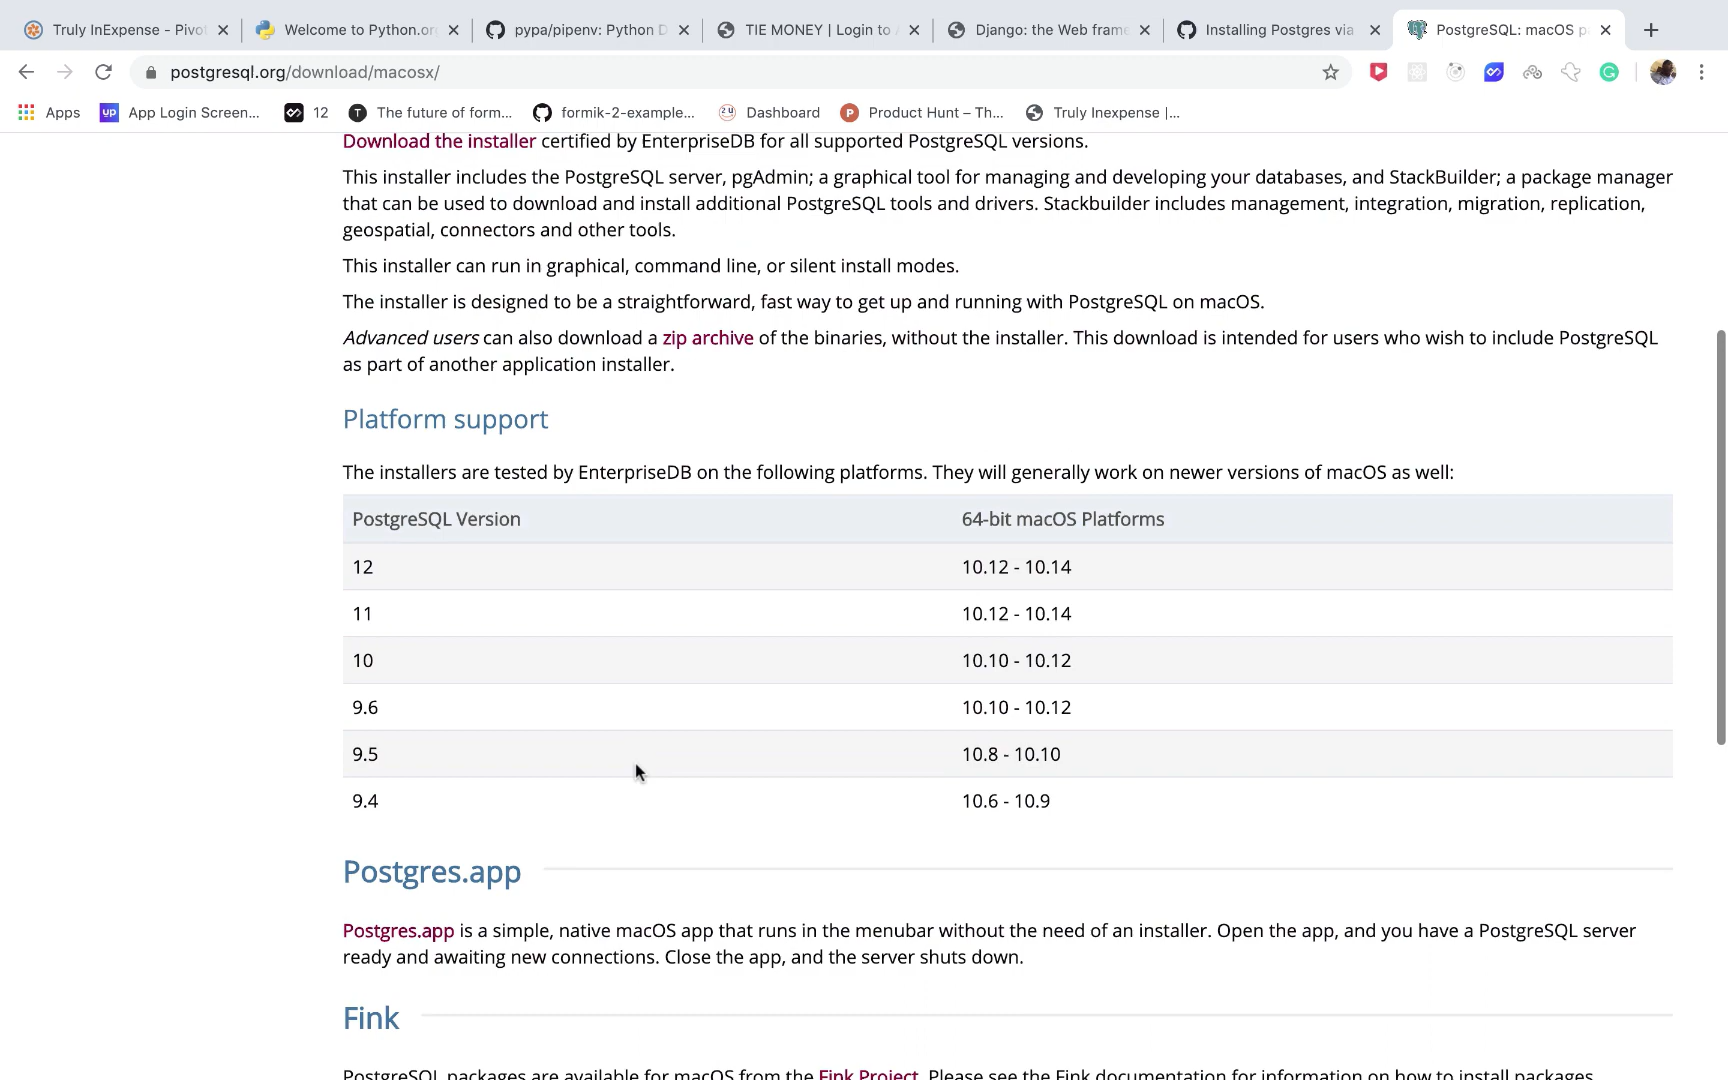 Truly InExpense - Pivot
Welcome to Python.org
pypa/pipenv: Python D
TIE MONEY | Login to A
Django: the Web frame
Installing Postgres via
PostgreSQL: macOS p
postgresql.org/download/macosx/
Apps
UP
App Login Screen...
12
T
The future of form...
formik-2-example...
2U
Dashboard
P
Product Hunt – Th...
Truly Inexpense |...
Download the installer certified by EnterpriseDB for all supported PostgreSQL versions.
This installer includes the PostgreSQL server, pgAdmin; a graphical tool for managing and developing your databases, and StackBuilder; a package manager
that can be used to download and install additional PostgreSQL tools and drivers. Stackbuilder includes management, integration, migration, replication,
geospatial, connectors and other tools.
This installer can run in graphical, command line, or silent install modes.
The installer is designed to be a straightforward, fast way to get up and running with PostgreSQL on macOS.
Advanced users can also download a zip archive of the binaries, without the installer. This download is intended for users who wish to include PostgreSQL
as part of another application installer.
Platform support
The installers are tested by EnterpriseDB on the following platforms. They will generally work on newer versions of macOS as well:
PostgreSQL Version 64-bit macOS Platforms
12 10.12 - 10.14
11 10.12 - 10.14
10 10.10 - 10.12
9.6 10.10 - 10.12
9.5 10.8 - 10.10
9.4 10.6 - 10.9
Postgres.app
Postgres.app is a simple, native macOS app that runs in the menubar without the need of an installer. Open the app, and you have a PostgreSQL server
ready and awaiting new connections. Close the app, and the server shuts down.
Fink
PostgreSQL packages are available for macOS from the Fink Project. Please see the Fink documentation for information on how to install packages.